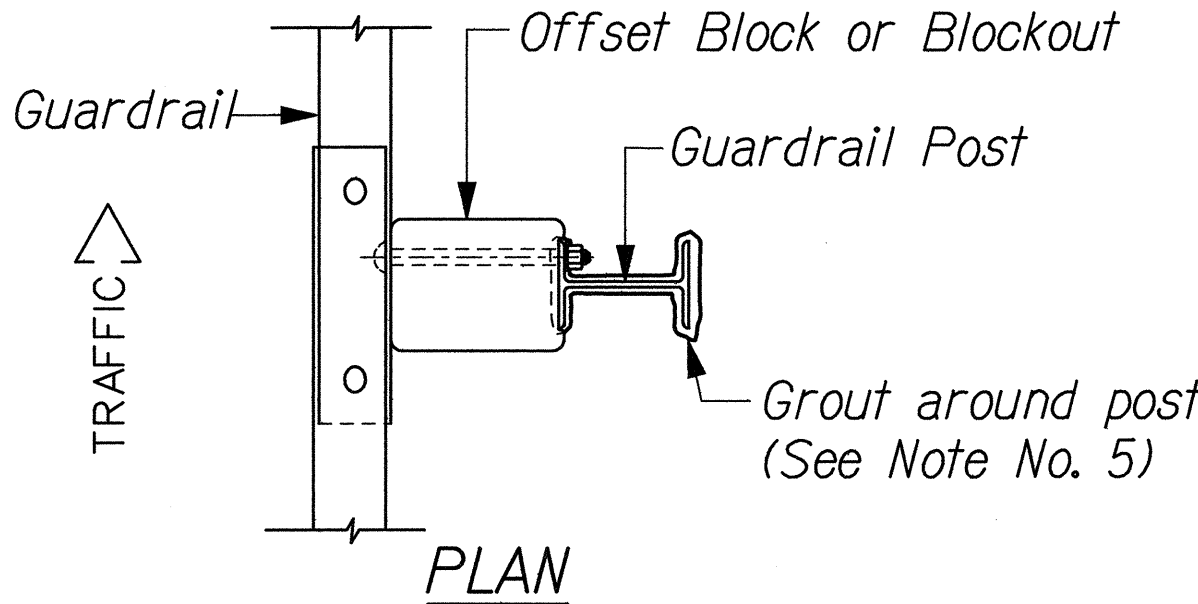 Offset Block or Blockout
Guardrail
Guardrail Post
TRAFFIC
Grout around post
(See Note No. 5)
PLAN